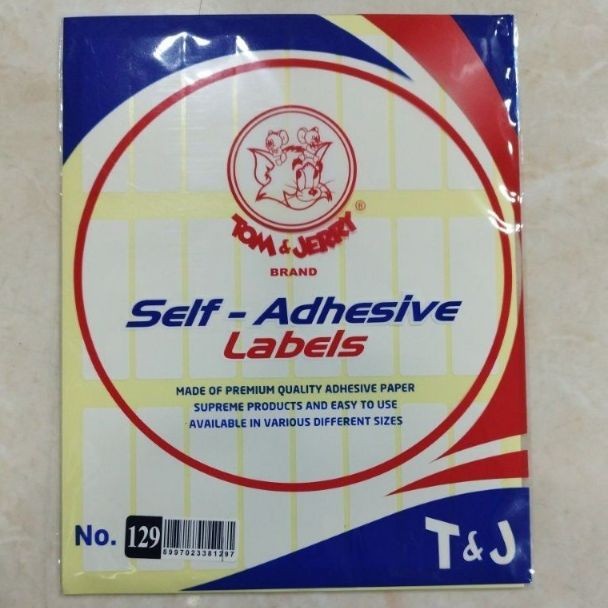 TOM & JERRY ®
BRAND
Self - Adhesive
Labels
MADE OF PREMIUM QUALITY ADHESIVE PAPER
SUPREME PRODUCTS AND EASY TO USE
AVAILABLE IN VARIOUS DIFFERENT SIZES
No. 129
8997023381297
T & J